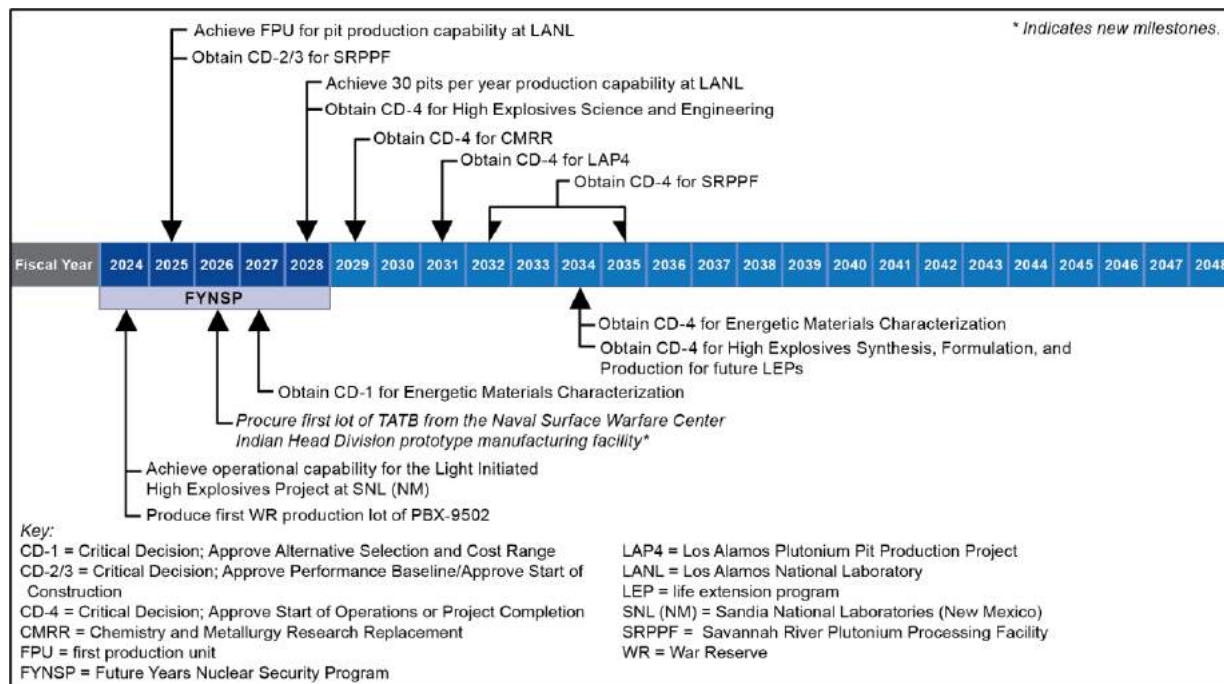 Achieve FPU for pit production capability at LANL
* Indicates new milestones.
Obtain CD-2/3 for SRPPF
Achieve 30 pits per year production capability at LANL
Obtain CD-4 for High Explosives Science and Engineering
Obtain CD-4 for CMRR
Obtain CD-4 for LAP4
Obtain CD-4 for SRPPF
Fiscal Year 2024 2025 2026 2027 2028 2029 2030 2031 2032 2033 2034 2035 2036 2037 2038 2039 2040 2041 2042 2043 2044 2045 2046 2047 2048
FYNSP
Obtain CD-4 for Energetic Materials Characterization
Obtain CD-4 for High Explosives Synthesis, Formulation, and
Production for future LEPs
Obtain CD-1 for Energetic Materials Characterization
Procure first lot of TATB from the Naval Surface Warfare Center
Indian Head Division prototype manufacturing facility*
Achieve operational capability for the Light Initiated
High Explosives Project at SNL (NM)
Produce first WR production lot of PBX-9502
Key:
CD-1 = Critical Decision; Approve Alternative Selection and Cost Range
CD-2/3 = Critical Decision; Approve Performance Baseline/Approve Start of
Construction
CD-4 = Critical Decision; Approve Start of Operations or Project Completion
CMRR = Chemistry and Metallurgy Research Replacement
FPU = first production unit
FYNSP = Future Years Nuclear Security Program
LAP4 = Los Alamos Plutonium Pit Production Project
LANL = Los Alamos National Laboratory
LEP = life extension program
SNL (NM) = Sandia National Laboratories (New Mexico)
SRPPF = Savannah River Plutonium Processing Facility
WR = War Reserve